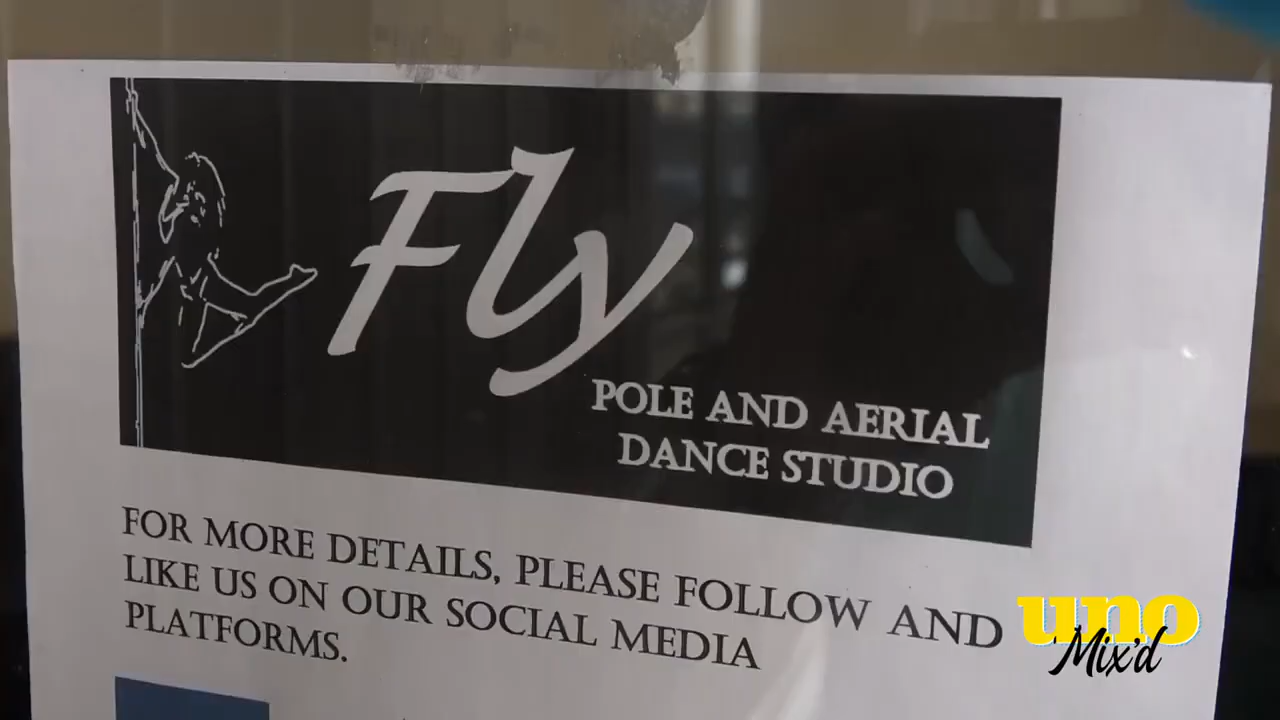 Fly
POLE AND AERIAL
DANCE STUDIO
FOR MORE DETAILS, PLEASE FOLLOW AND
LIKE US ON OUR SOCIAL MEDIA
PLATFORMS.
uno
Mix'd